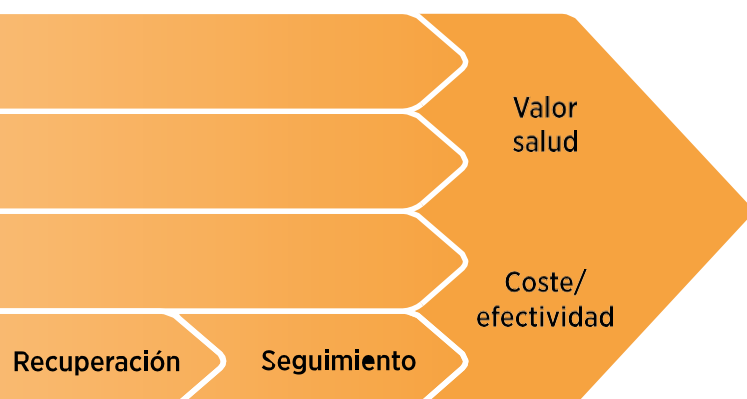 Valor
salud
Coste/
efectividad
Recuperación
Seguimiento